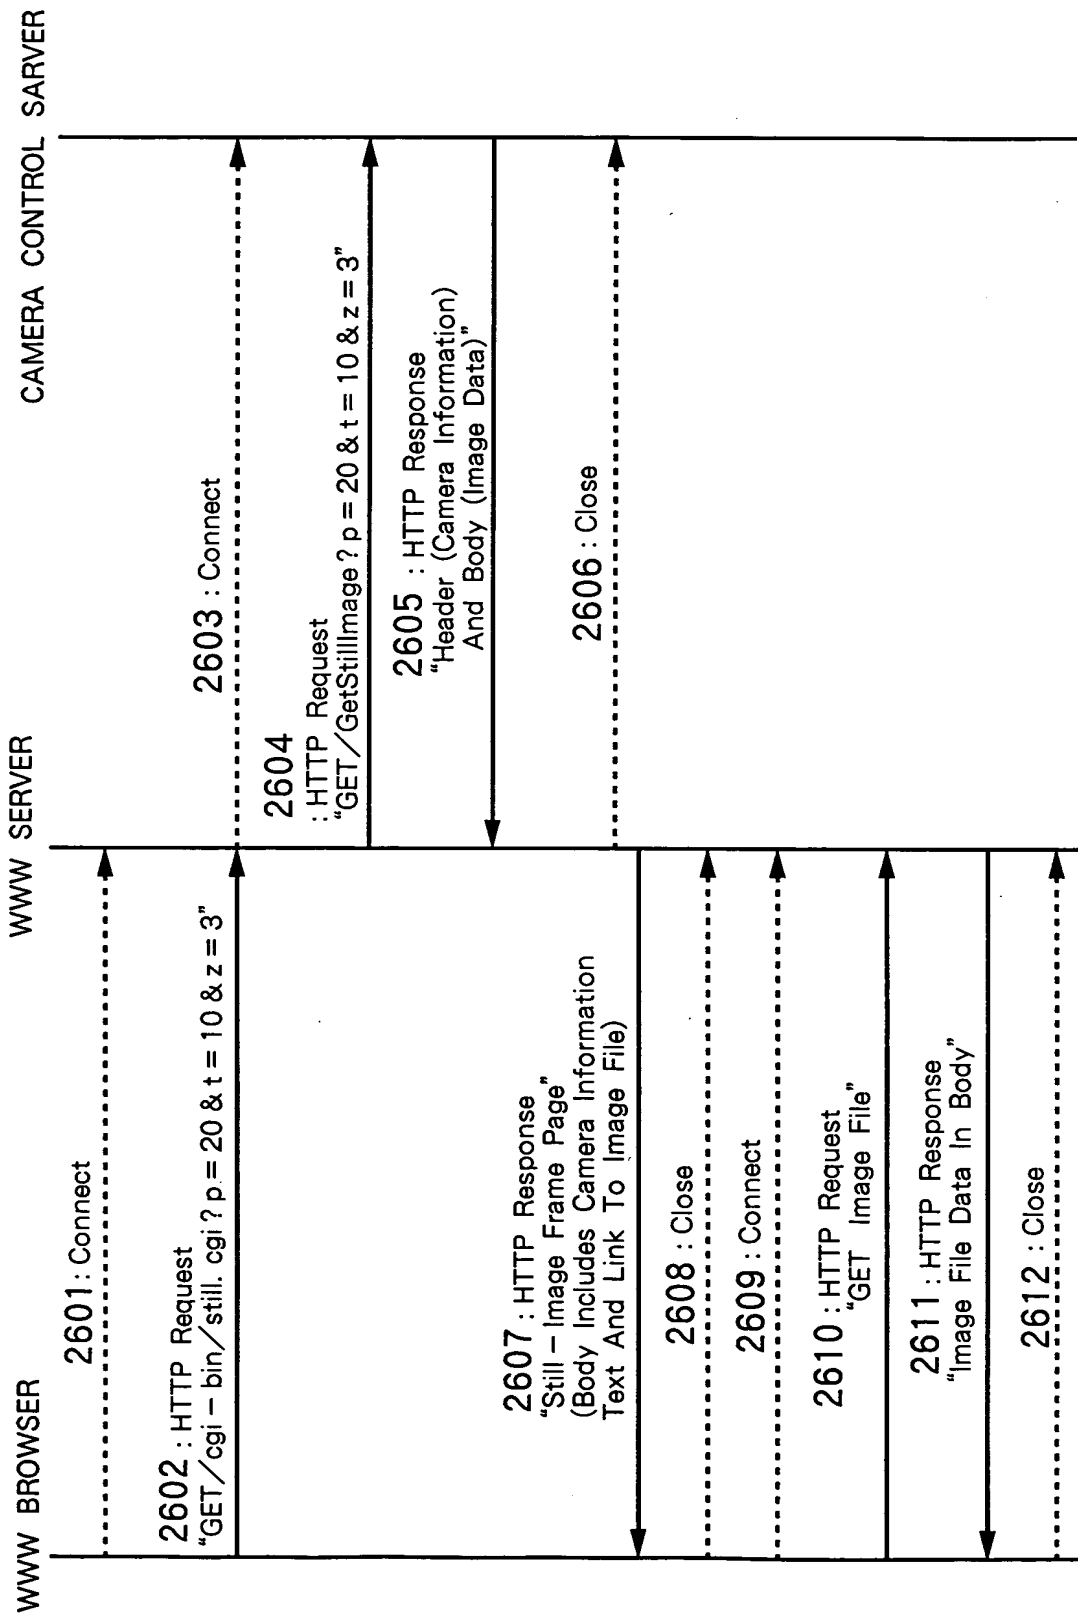 WWW BROWSER
WWW SERVER
CAMERA CONTROL SARVER
2601 : Connect
2602 : HTTP Request
“GET/cgi-bin/still. cgi ? p = 20 & t = 10 & z = 3”
2603 : Connect
2604
: HTTP Request
“GET/GetStillImage ? p = 20 & t = 10 & z = 3”
2605 : HTTP Response
“Header (Camera Information)
And Body (Image Data)”
2606 : Close
2607 : HTTP Response
“Still-Image Frame Page”
(Body Includes Camera Information
Text And Link To Image File)
2608 : Close
2609 : Connect
2610 : HTTP Request
“GET Image File”
2611 : HTTP Response
“Image File Data In Body”
2612 : Close